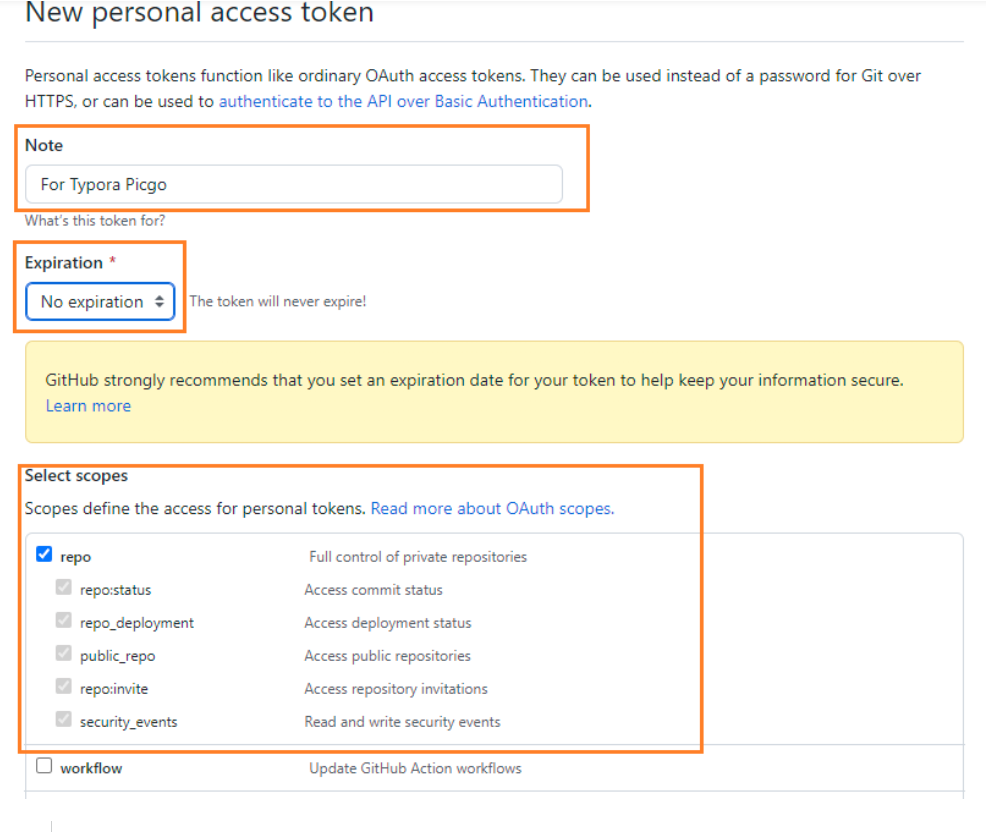 New personal access token
Personal access tokens function like ordinary OAuth access tokens. They can be used instead of a password for Git over
HTTPS, or can be used to authenticate to the API over Basic Authentication.
Note
For Typora Picgo
What's this token for?
Expiration *
No expiration The token will never expire!
GitHub strongly recommends that you set an expiration date for your token to help keep your information secure.
Learn more
Select scopes
Scopes define the access for personal tokens. Read more about OAuth scopes.
repo Full control of private repositories
repo:status Access commit status
repo_deployment Access deployment status
public_repo Access public repositories
repo:invite Access repository invitations
security_events Read and write security events
workflow Update GitHub Action workflows